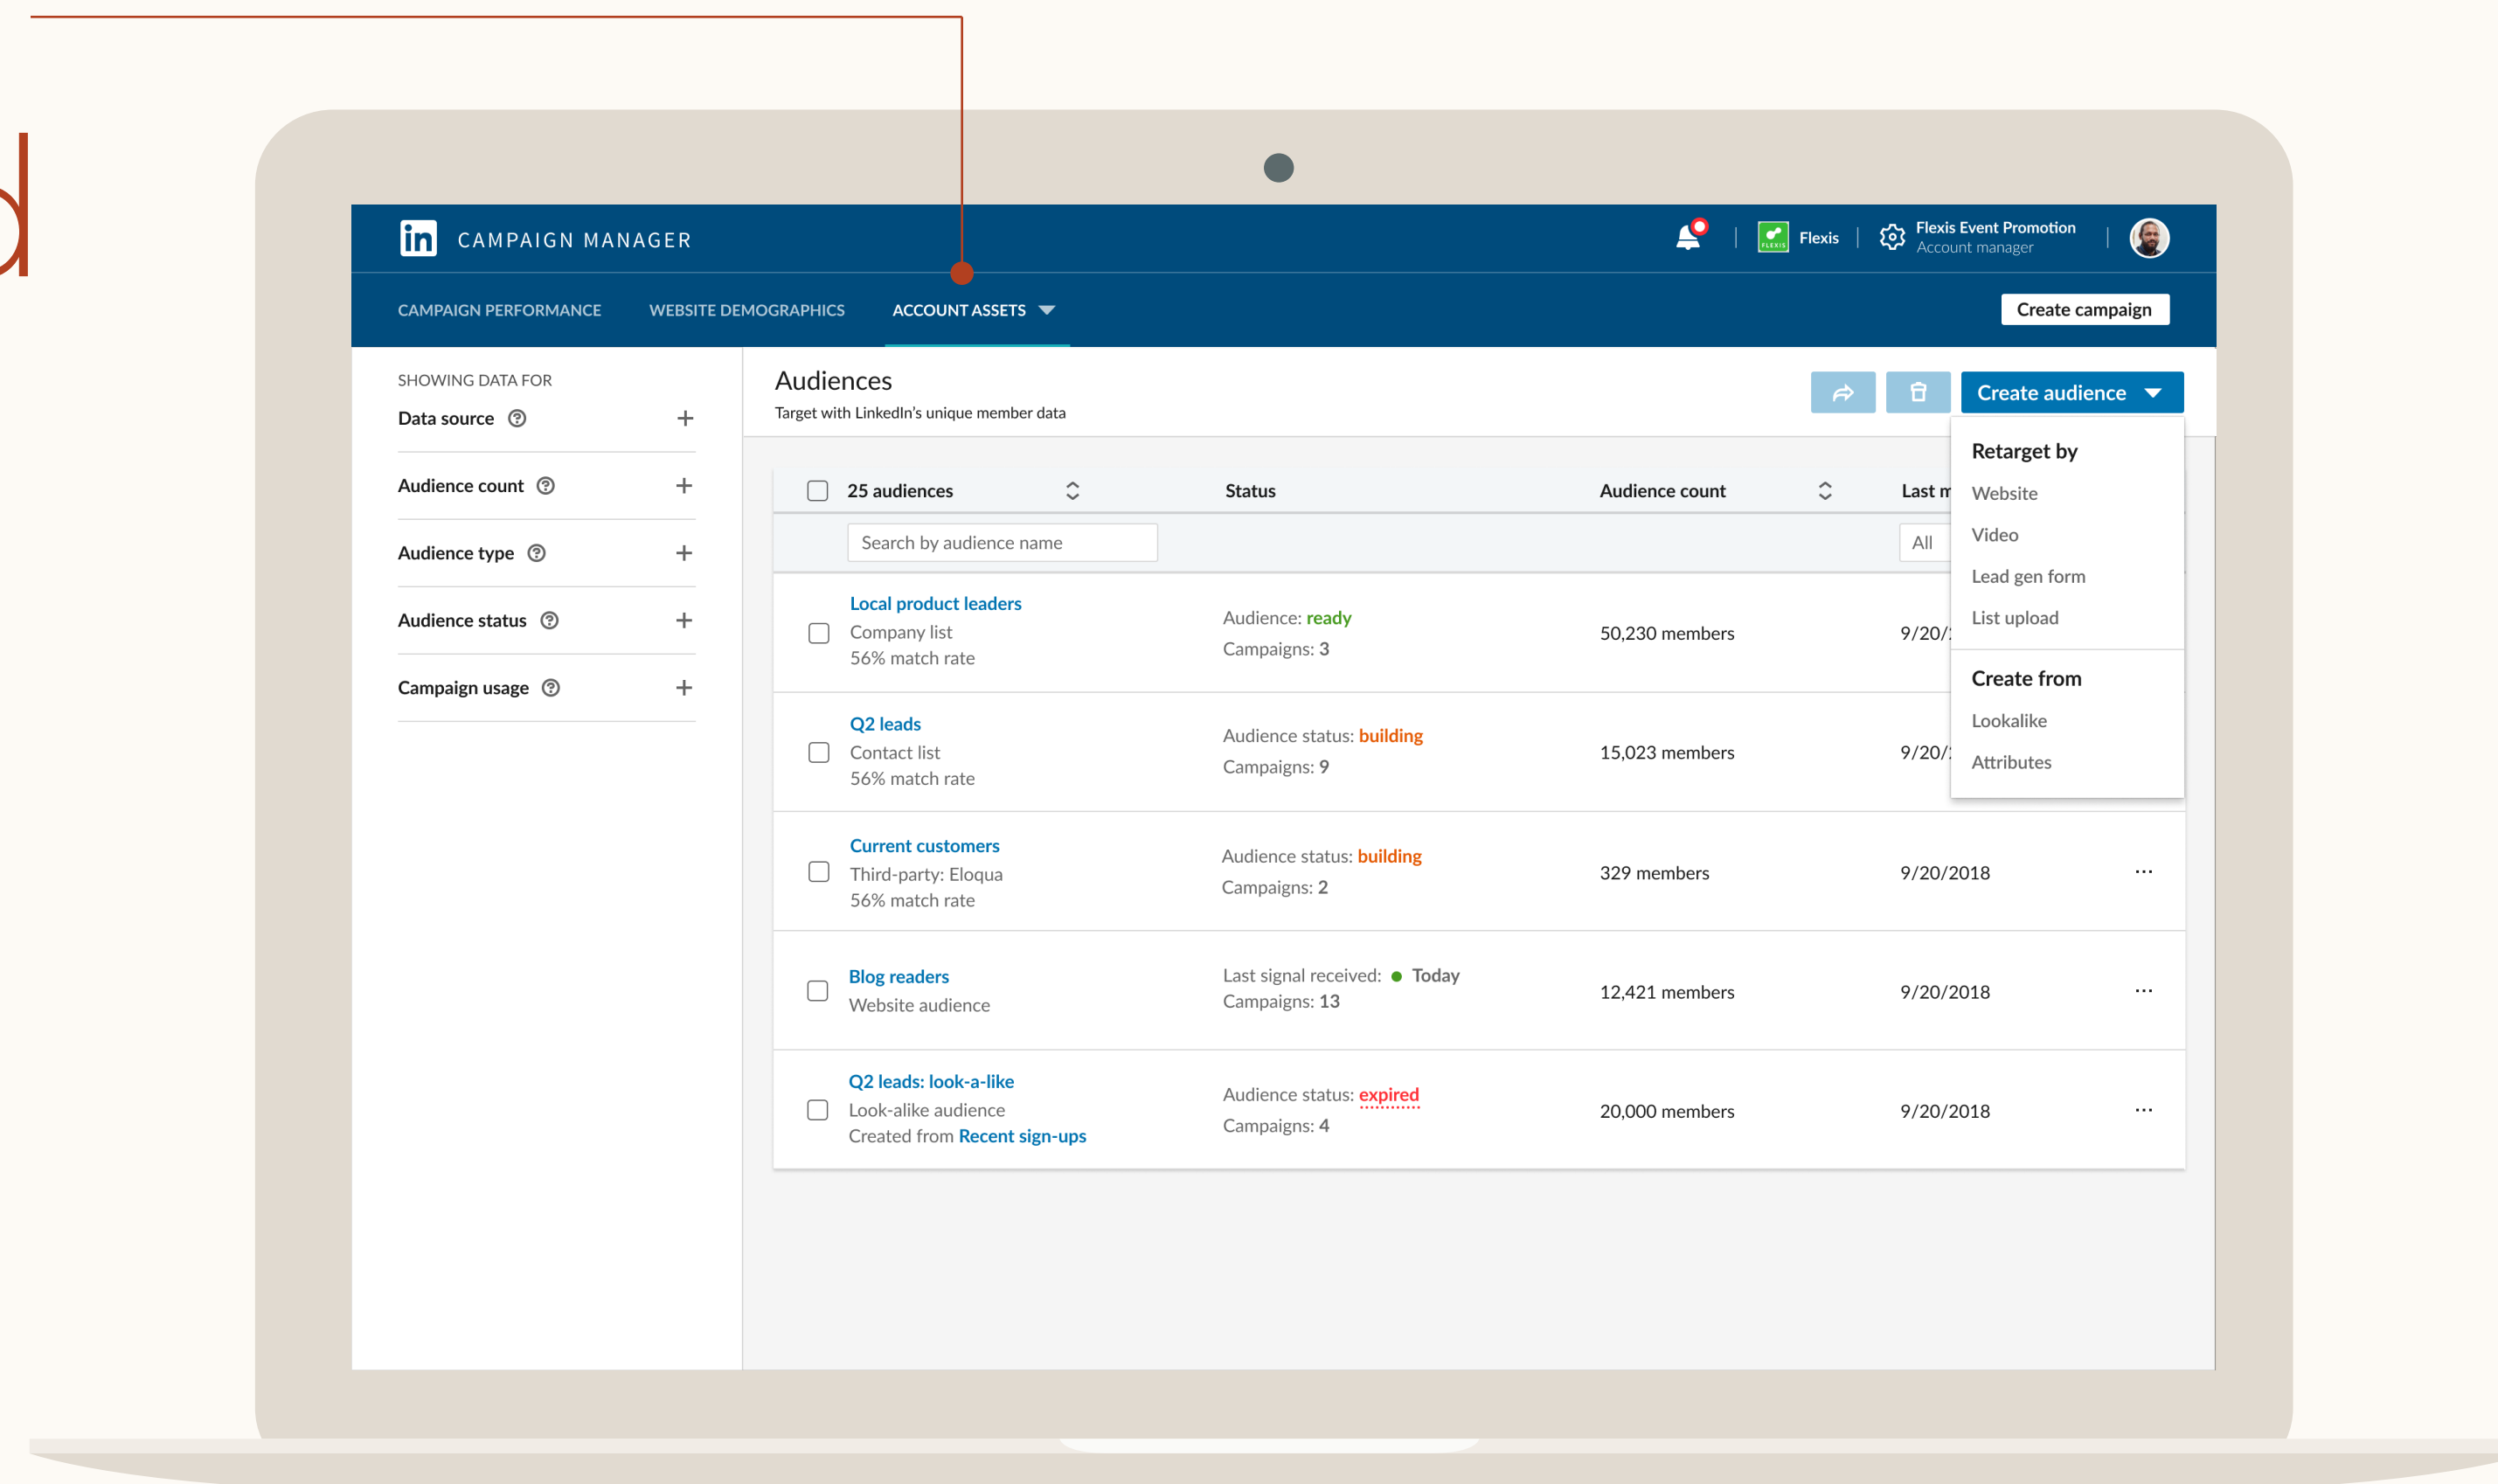 d
in CAMPAIGN MANAGER
FLEXIS
Flexis
Flexis Event Promotion
Account manager
CAMPAIGN PERFORMANCE WEBSITE DEMOGRAPHICS ACCOUNT ASSETS
Create campaign
SHOWING DATA FOR
Data source ?
Audience count ?
Audience type ?
Audience status ?
Campaign usage ?
Audiences
Target with LinkedIn's unique member data
Create audience
Retarget by
Website
Video
Lead gen form
List upload
Create from
Lookalike
Attributes
25 audiences Status Audience count Last m
Search by audience name All
Local product leaders
Company list
56% match rate
Audience: ready
Campaigns: 3
50,230 members
9/20/
Q2 leads
Contact list
56% match rate
Audience status: building
Campaigns: 9
15,023 members
9/20/
Current customers
Third-party: Eloqua
56% match rate
Audience status: building
Campaigns: 2
329 members
9/20/2018
...
Blog readers
Website audience
Last signal received: ● Today
Campaigns: 13
12,421 members
9/20/2018
...
Q2 leads: look-a-like
Look-alike audience
Created from Recent sign-ups
Audience status: expired
Campaigns: 4
20,000 members
9/20/2018
...